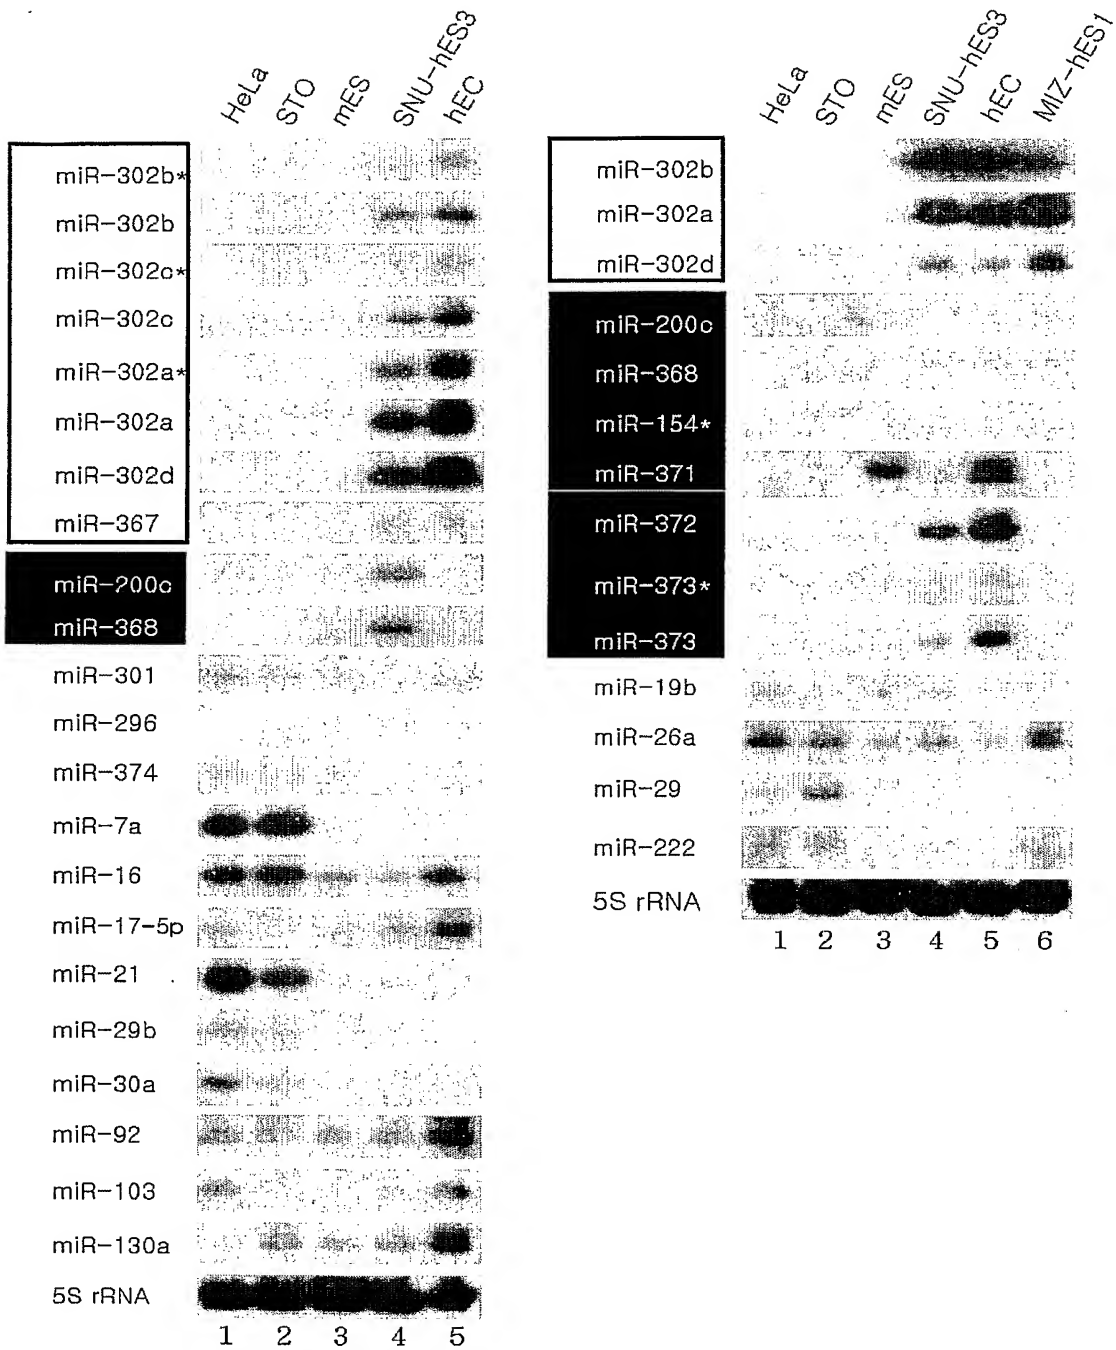 HeLa STO mES SNU-hES3 hEC
miR-302b*
miR-302b
miR-302c*
miR-302c
miR-302a*
miR-302a
miR-302d
miR-367
miR-200c
miR-368
miR-301
miR-296
miR-374
miR-7a
miR-16
miR-17-5p
miR-21
miR-29b
miR-30a
miR-92
miR-103
miR-130a
5S rRNA
1 2 3 4 5
HeLa STO mES SNU-hES3 hEC MIZ-hES1
miR-302b
miR-302a
miR-302d
miR-200c
miR-368
miR-154*
miR-371
miR-372
miR-373*
miR-373
miR-19b
miR-26a
miR-29
miR-222
5S rRNA
1 2 3 4 5 6